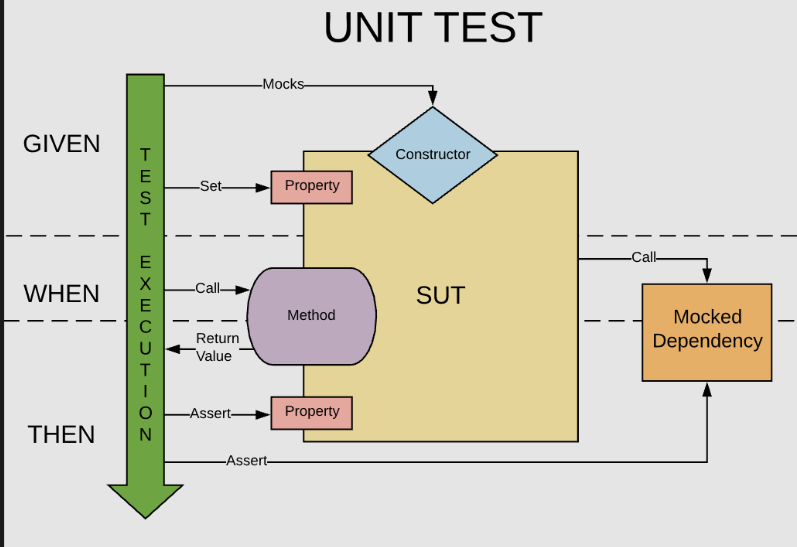 UNIT TEST
Mocks
GIVEN
Constructor
Set
Property
TEST EXECUTION
Call
WHEN
Call
Method
SUT
Mocked
Dependency
Return
Value
Assert
Property
THEN
Assert